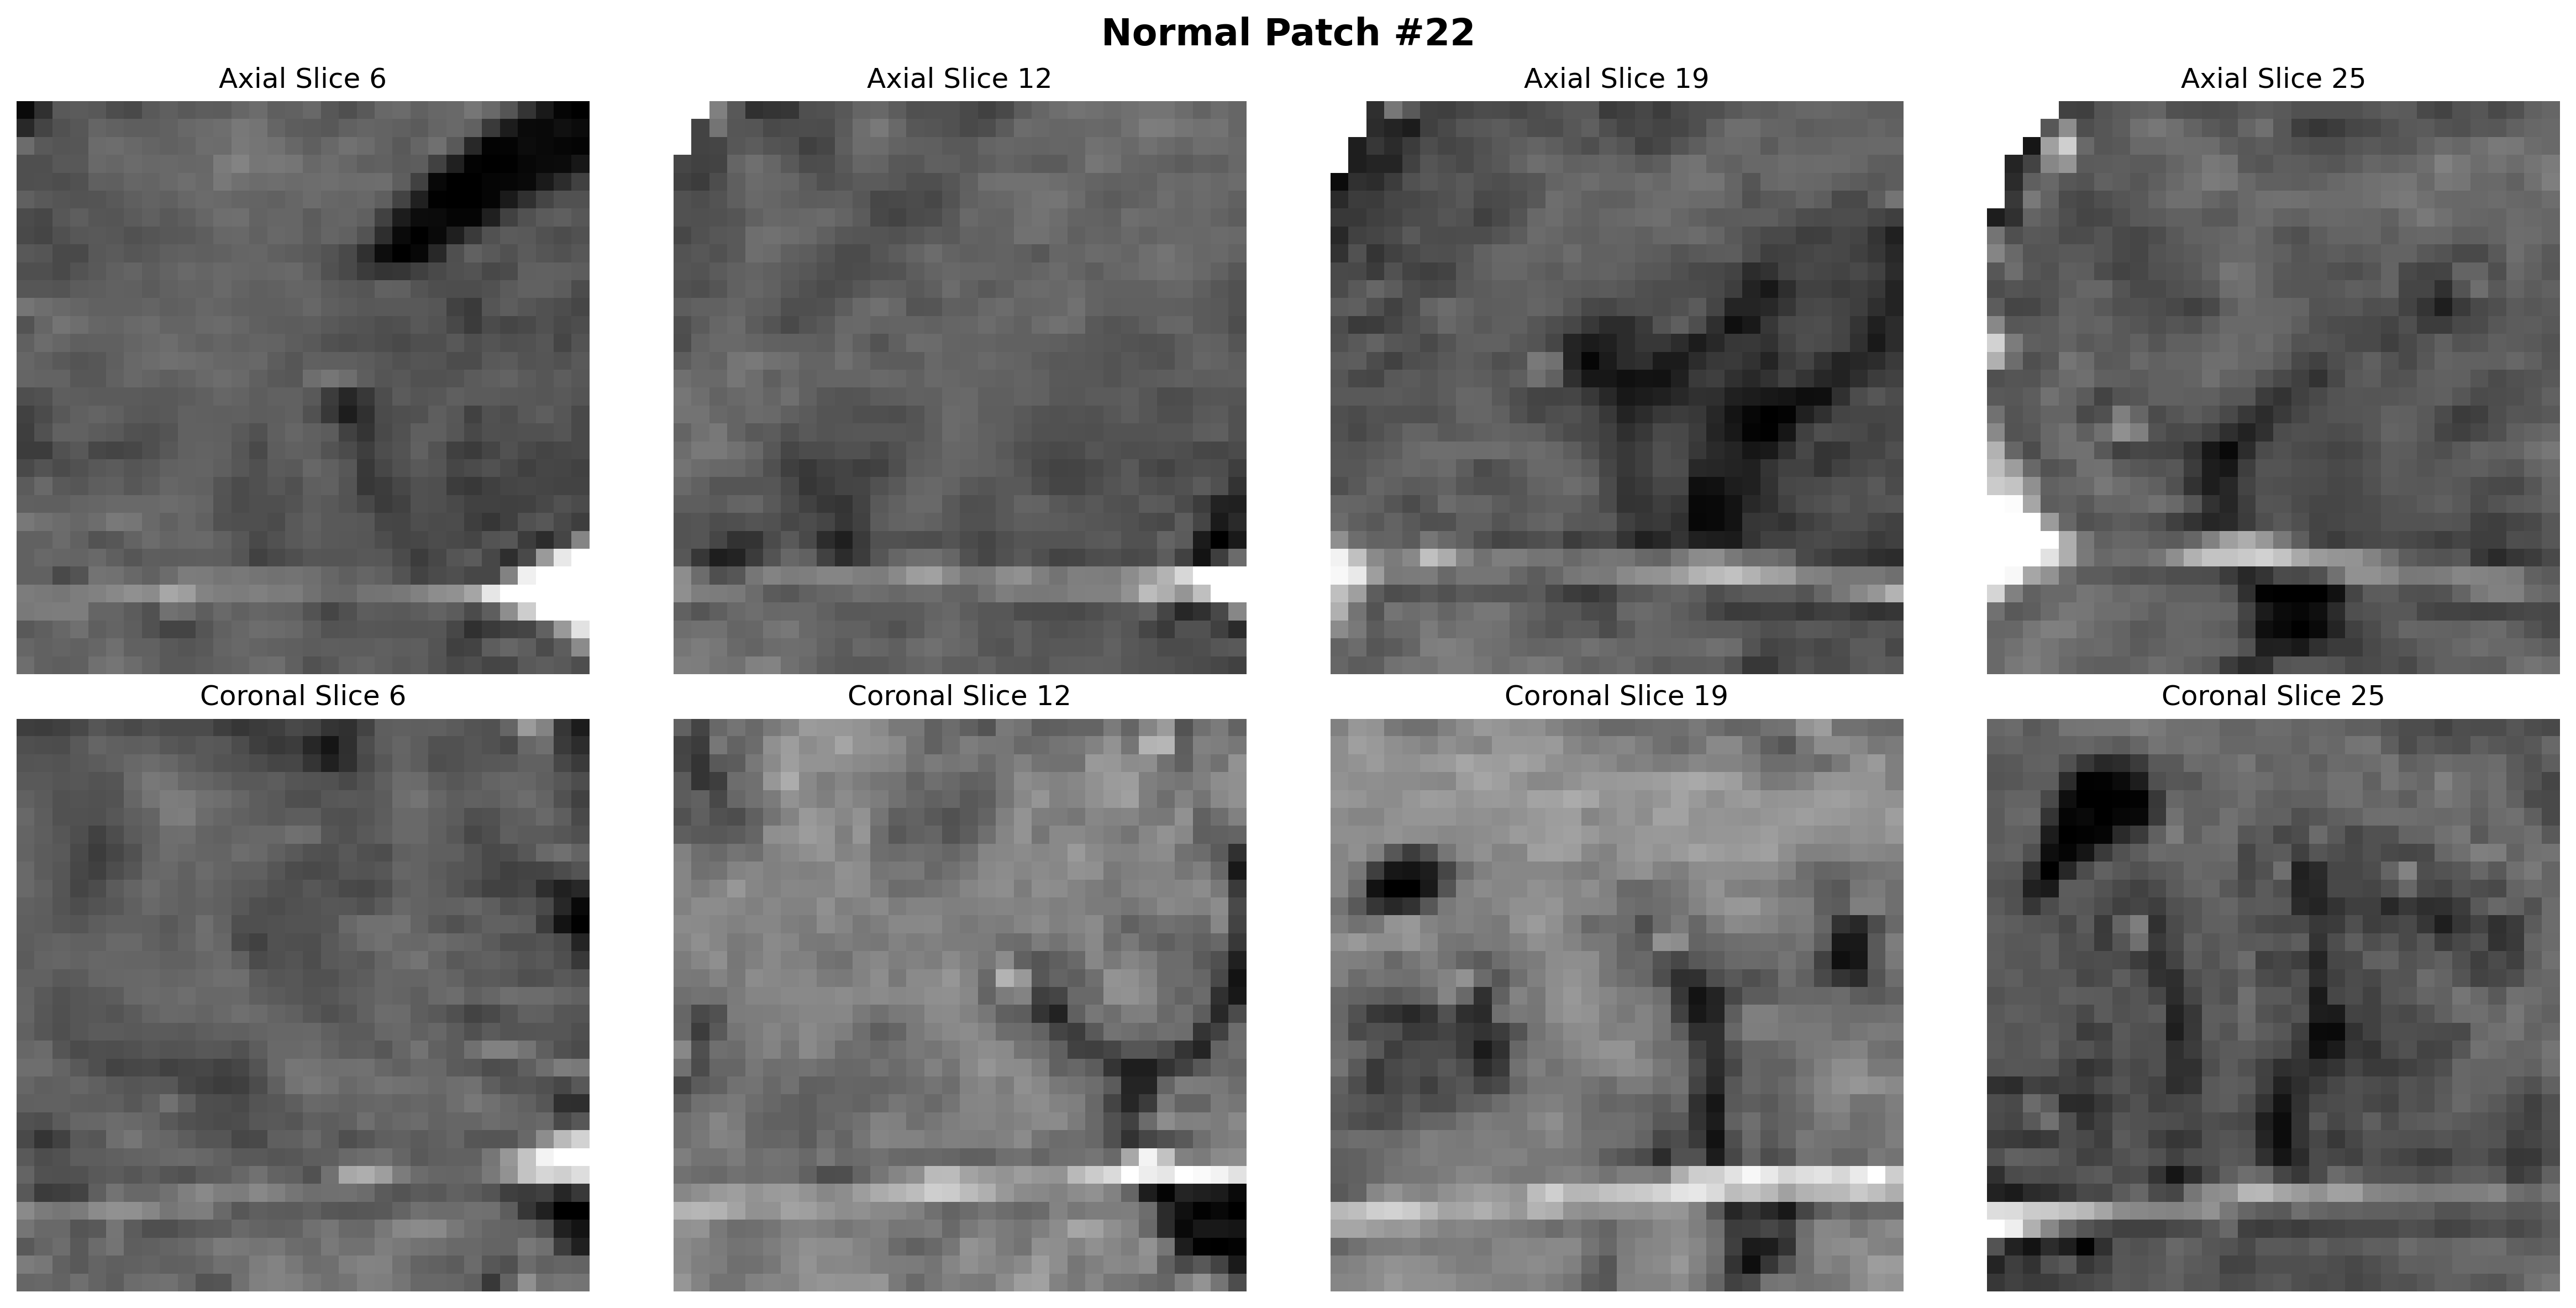 Normal Patch #22
Axial Slice 6
Axial Slice 12
Axial Slice 19
Axial Slice 25
Coronal Slice 6
Coronal Slice 12
Coronal Slice 19
Coronal Slice 25